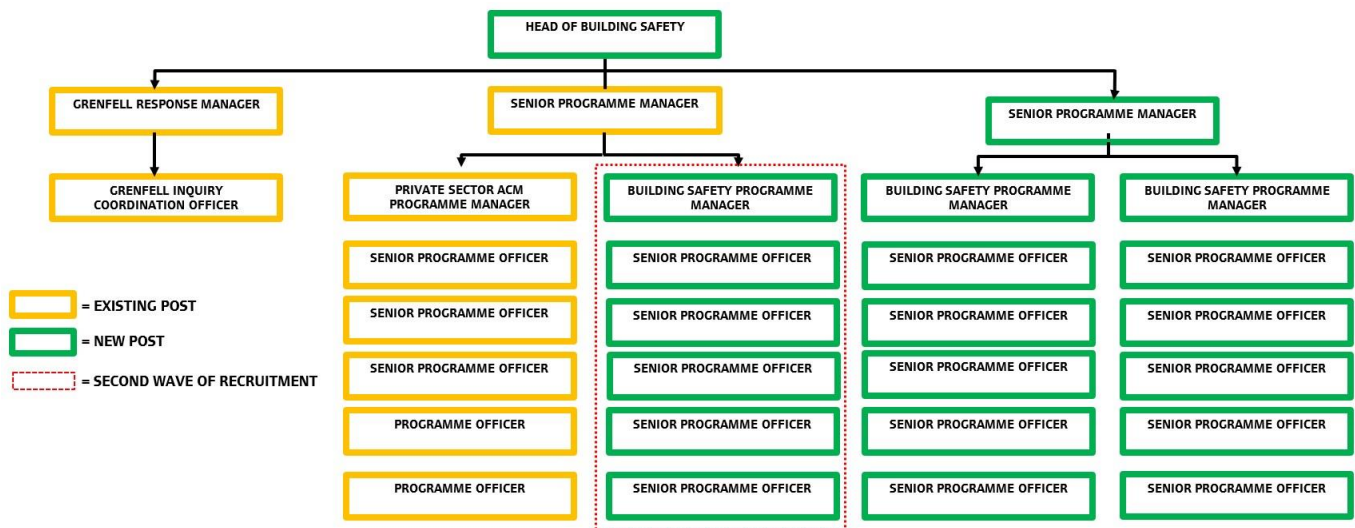 HEAD OF BUILDING SAFETY
GRENFELL RESPONSE MANAGER
SENIOR PROGRAMME MANAGER
SENIOR PROGRAMME MANAGER
GRENFELL INQUIRY
COORDINATION OFFICER
PRIVATE SECTOR ACM
PROGRAMME MANAGER
BUILDING SAFETY PROGRAMME
MANAGER
BUILDING SAFETY PROGRAMME
MANAGER
BUILDING SAFETY PROGRAMME
MANAGER
SENIOR PROGRAMME OFFICER
SENIOR PROGRAMME OFFICER
SENIOR PROGRAMME OFFICER
SENIOR PROGRAMME OFFICER
= EXISTING POST
SENIOR PROGRAMME OFFICER
SENIOR PROGRAMME OFFICER
SENIOR PROGRAMME OFFICER
SENIOR PROGRAMME OFFICER
= NEW POST
SENIOR PROGRAMME OFFICER
SENIOR PROGRAMME OFFICER
SENIOR PROGRAMME OFFICER
SENIOR PROGRAMME OFFICER
= SECOND WAVE OF RECRUITMENT
PROGRAMME OFFICER
SENIOR PROGRAMME OFFICER
SENIOR PROGRAMME OFFICER
SENIOR PROGRAMME OFFICER
PROGRAMME OFFICER
SENIOR PROGRAMME OFFICER
SENIOR PROGRAMME OFFICER
SENIOR PROGRAMME OFFICER